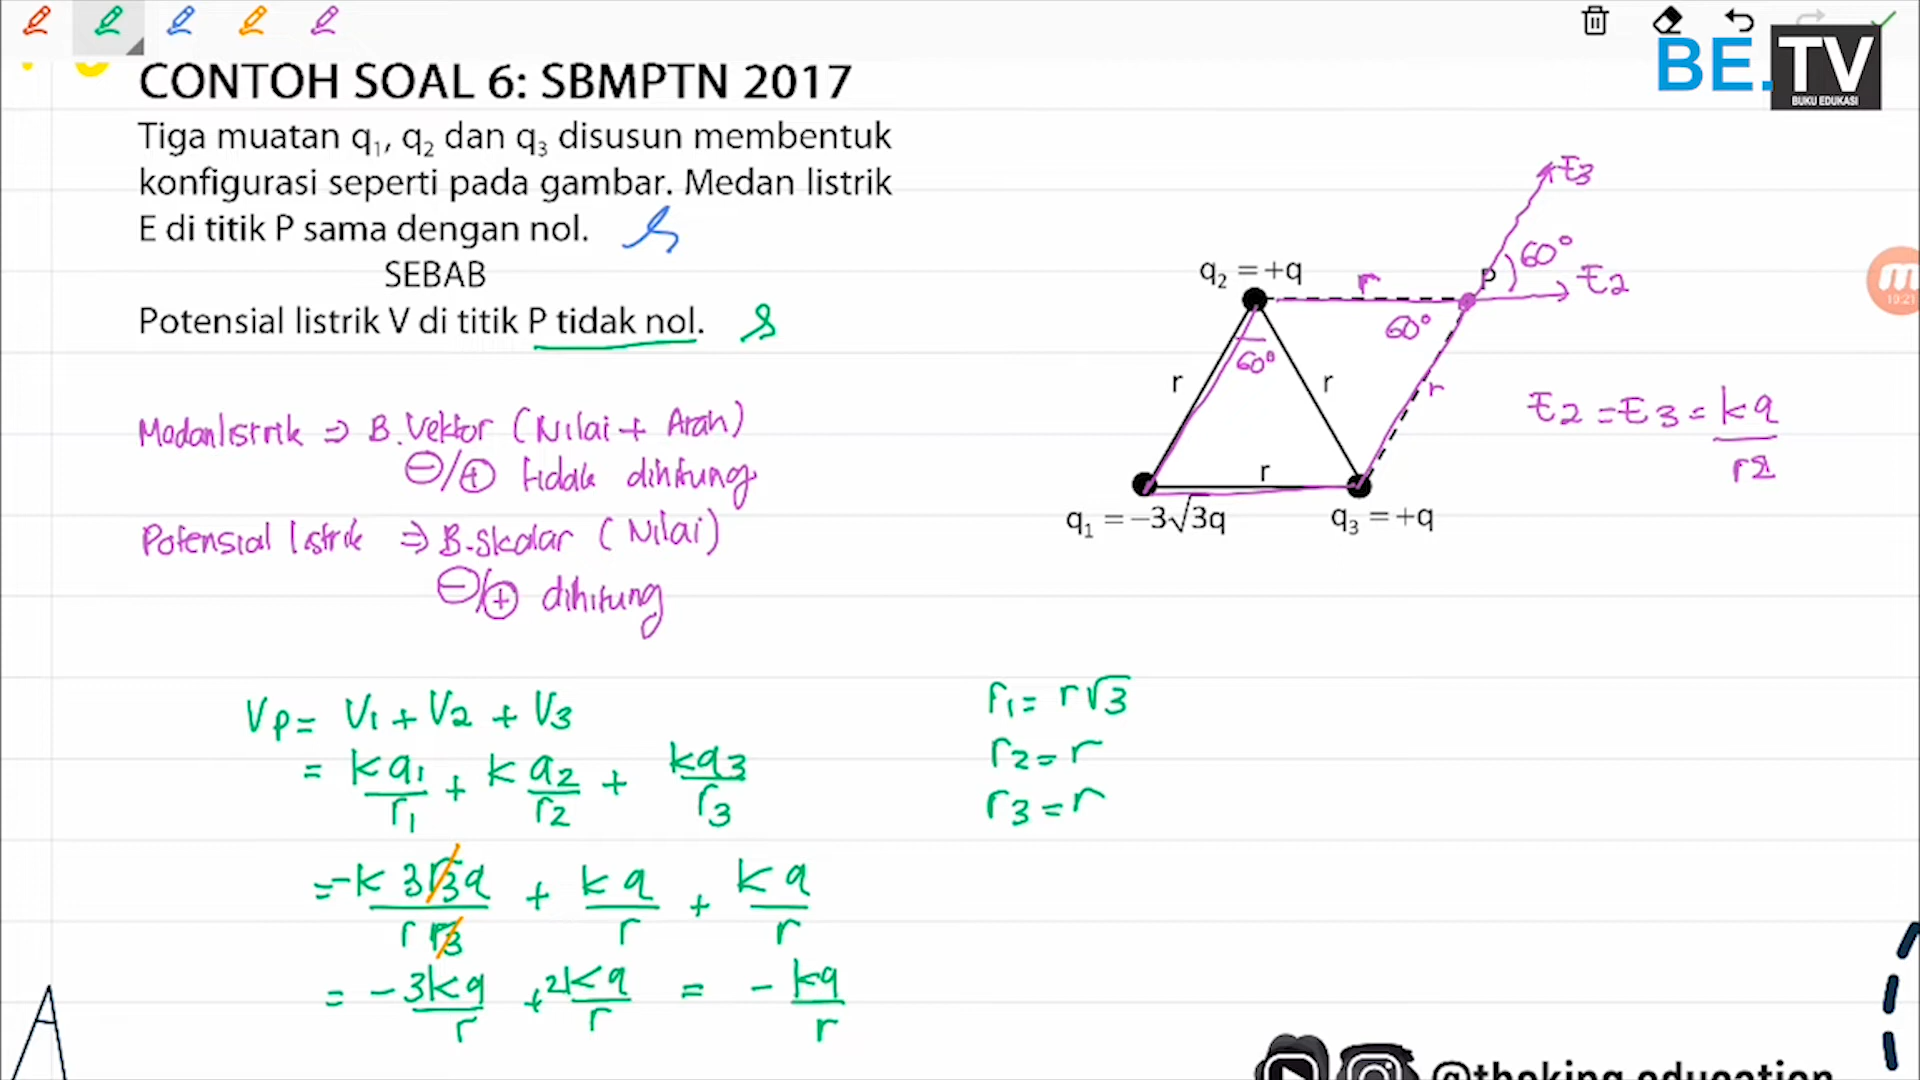 BE.TV
BUKU EDUKASI
CONTOH SOAL 6: SBMPTN 2017
Tiga muatan q₁, q₂ dan q₃ disusun membentuk
konfigurasi seperti pada gambar. Medan listrik
E di titik P sama dengan nol.
SEBAB
Potensial listrik V di titik P tidak nol.
E3
60°
P
E2
q₂ = +q
r
60°
60°
r
r
r
r
q₁ = −3√3q
q₃ = +q
E2 = E3 = kq/r²
19:21
Medan listrik ⇒ B. Vektor (Nilai + Arah)
⊖/⊕ tidak dihitung
Potensial listrik ⇒ B. Skalar (Nilai)
⊖/⊕ dihitung
Vp = V1 + V2 + V3
= kq1/r1 + kq2/r2 + kq3/r3
= -k3√3q/r√3 + kq/r + kq/r
= -3kq/r + 2kq/r = -kq/r
r1 = r√3
r2 = r
r3 = r
A
@theking.education